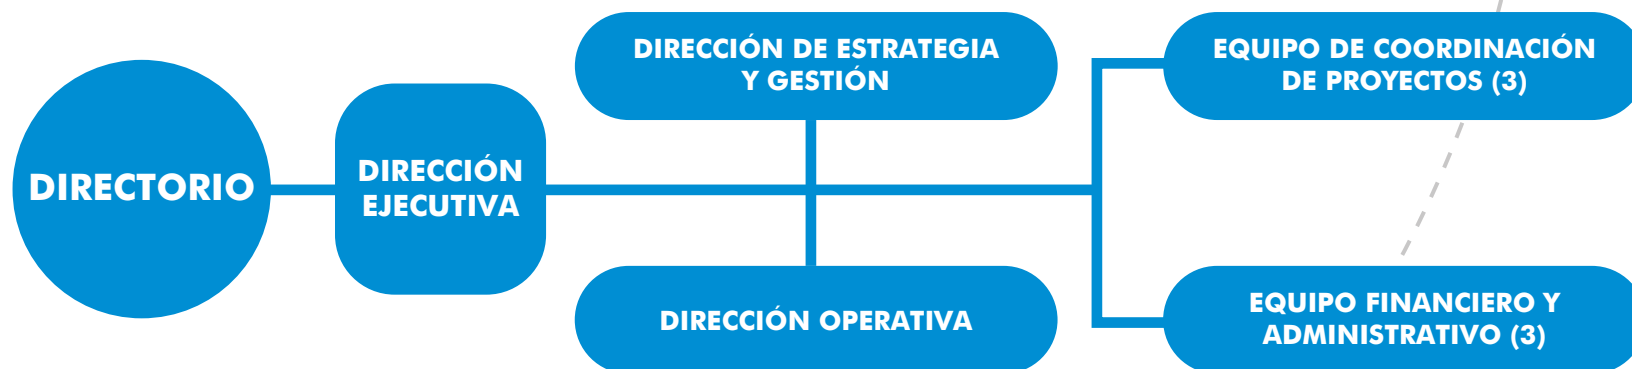 DIRECTORIO
DIRECCIÓN
EJECUTIVA
DIRECCIÓN DE ESTRATEGIA
Y GESTIÓN
DIRECCIÓN OPERATIVA
EQUIPO DE COORDINACIÓN
DE PROYECTOS (3)
EQUIPO FINANCIERO Y
ADMINISTRATIVO (3)